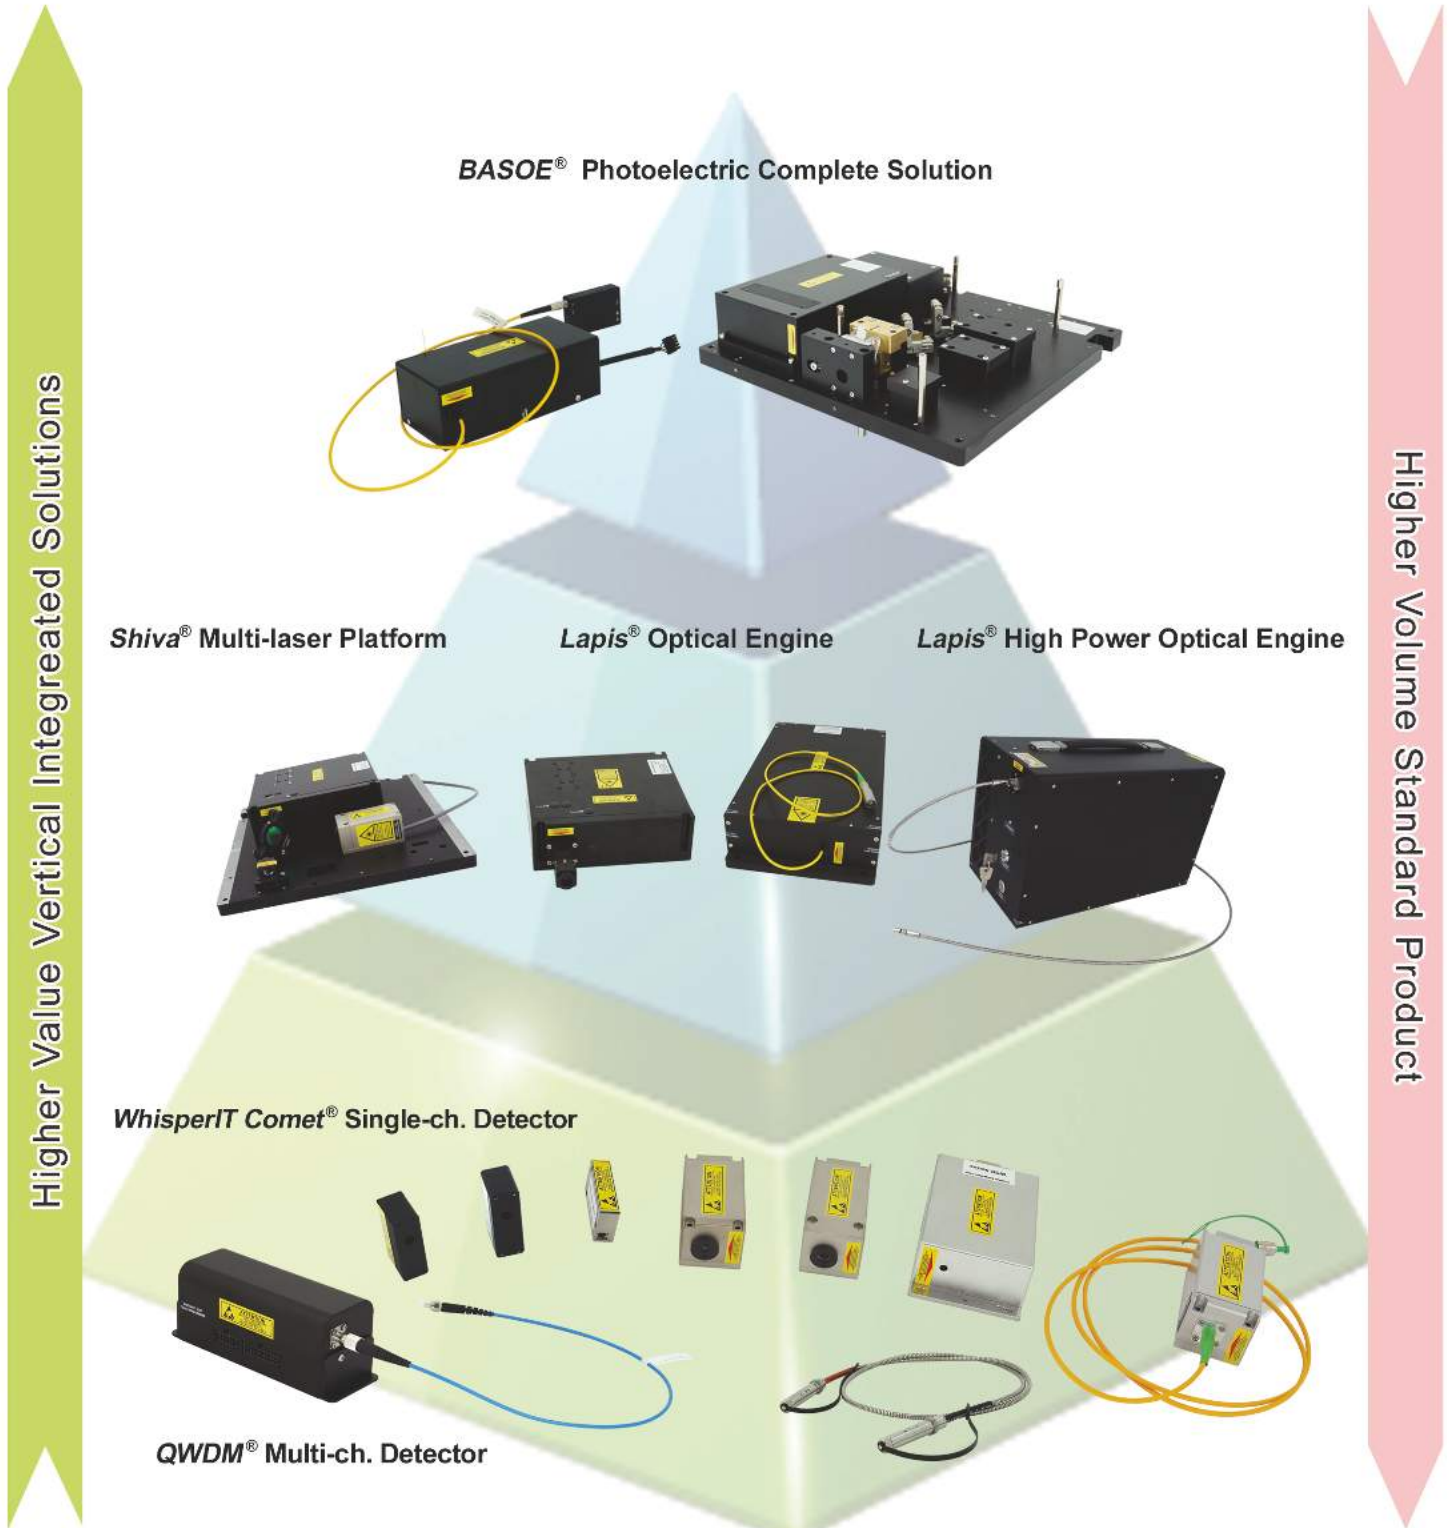 BASOE® Photoelectric Complete Solution
Higher Value Vertical Integreated Solutions
Higher Volume Standard Product
Shiva® Multi-laser Platform
Lapis® Optical Engine
Lapis® High Power Optical Engine
WhisperIT Comet® Single-ch. Detector
QWDM® Multi-ch. Detector